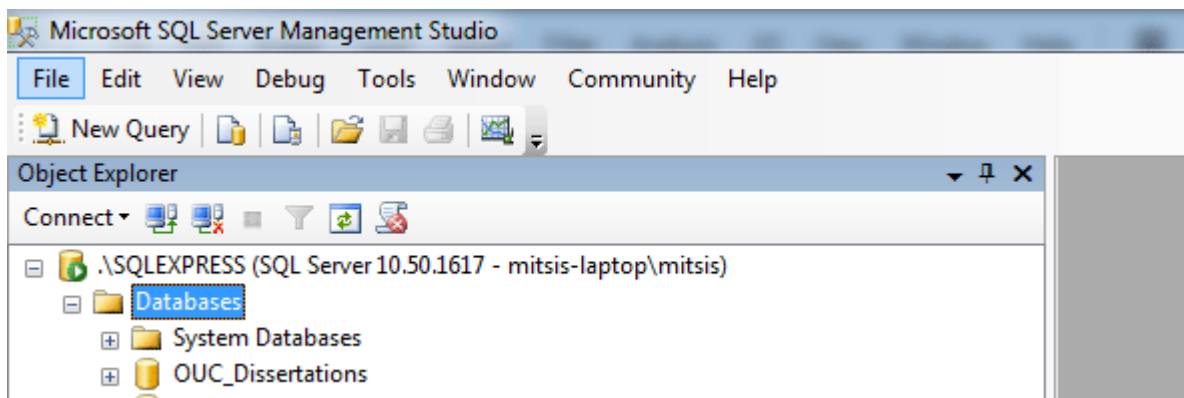 Microsoft SQL Server Management Studio
File Edit View Debug Tools Window Community Help
New Query
Object Explorer
Connect
.\SQLEXPRESS (SQL Server 10.50.1617 - mitsis-laptop\mitsis)
Databases
System Databases
OUC_Dissertations